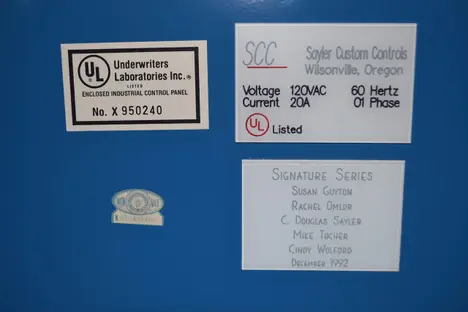 UL
Underwriters
Laboratories Inc.®
LISTED
ENCLOSED INDUSTRIAL CONTROL PANEL
No. X 950240
SCC Sayler Custom Controls
Wilsonville, Oregon
Voltage 120VAC 60 Hertz
Current 20A 01 Phase
UL Listed
SIGNATURE SERIES
SUSAN GUYTON
RACHEL OMLOR
C. DOUGLAS SAYLER
MIKE TOCHER
CINDY WOLFORD
DECEMBER 1992